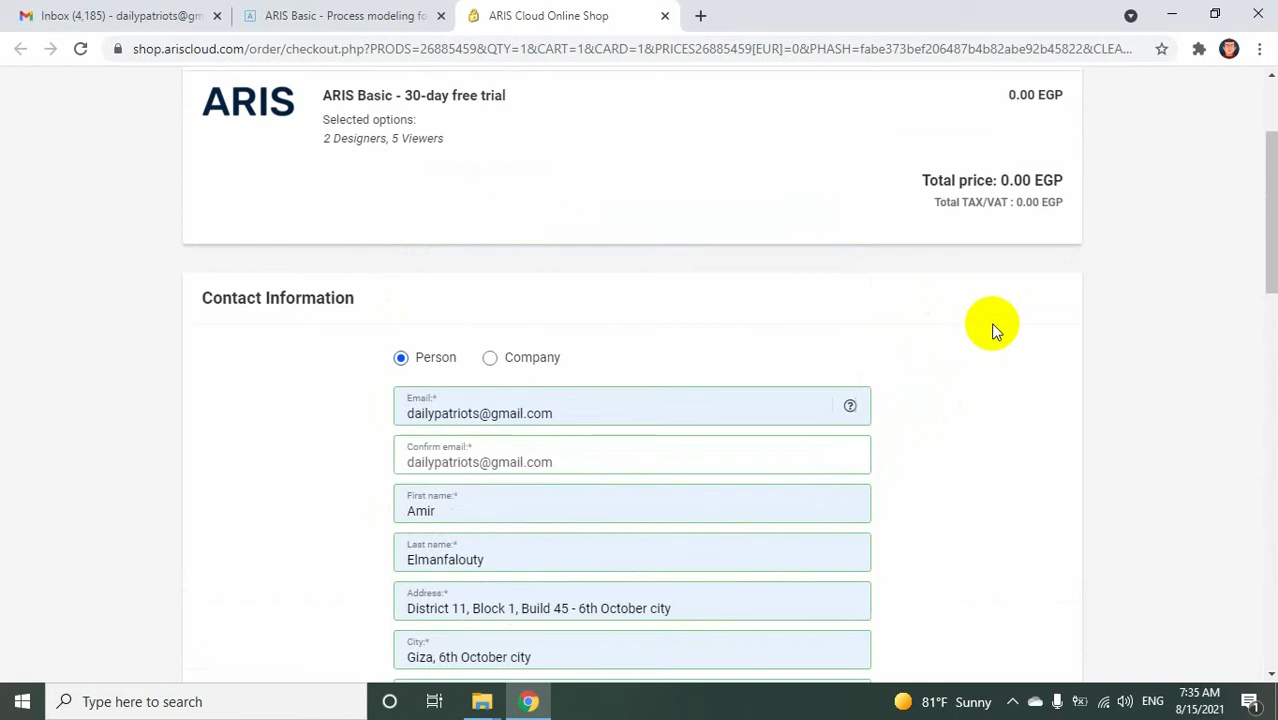 Inbox (4,185) - dailypatriots@gm
ARIS Basic - Process modeling fo
ARIS Cloud Online Shop
shop.ariscloud.com/order/checkout.php?PRODS=26885459&QTY=1&CART=1&CARD=1&PRICES26885459[EUR]=0&PHASH=fabe373bef206487b4b82abe92b45822&CLEA...
ARIS
ARIS Basic - 30-day free trial
0.00 EGP
Selected options:
2 Designers, 5 Viewers
Total price: 0.00 EGP
Total TAX/VAT : 0.00 EGP
Contact Information
Person
Company
Email:*
dailypatriots@gmail.com
Confirm email:*
dailypatriots@gmail.com
First name:*
Amir
Last name:*
Elmanfalouty
Address:*
District 11, Block 1, Build 45 - 6th October city
City:*
Giza, 6th October city
Type here to search
81°F Sunny
ENG
7:35 AM
8/15/2021
1